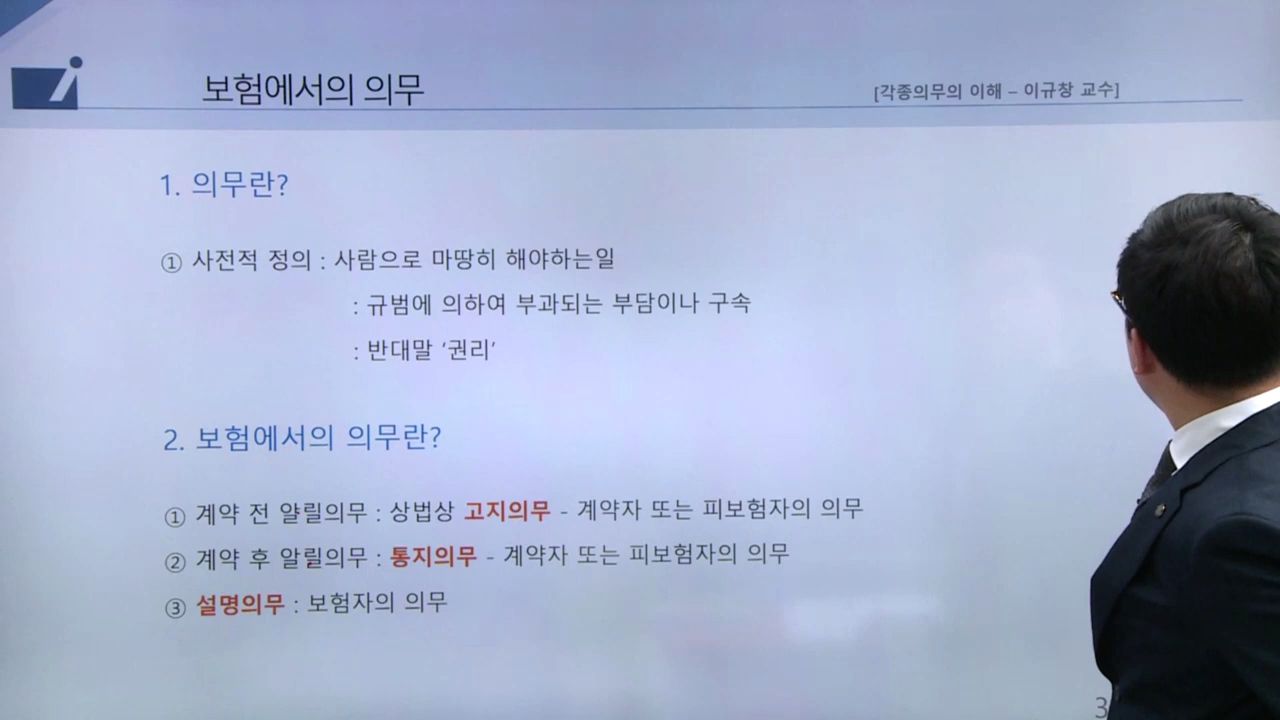 보험에서의 의무
[각종의무의 이해 – 이규창 교수]
1. 의무란?
① 사전적 정의 : 사람으로 마땅히 해야하는일
: 규범에 의하여 부과되는 부담이나 구속
: 반대말 ‘권리’
2. 보험에서의 의무란?
① 계약 전 알릴의무 : 상법상 고지의무 - 계약자 또는 피보험자의 의무
② 계약 후 알릴의무 : 통지의무 - 계약자 또는 피보험자의 의무
③ 설명의무 : 보험자의 의무
3